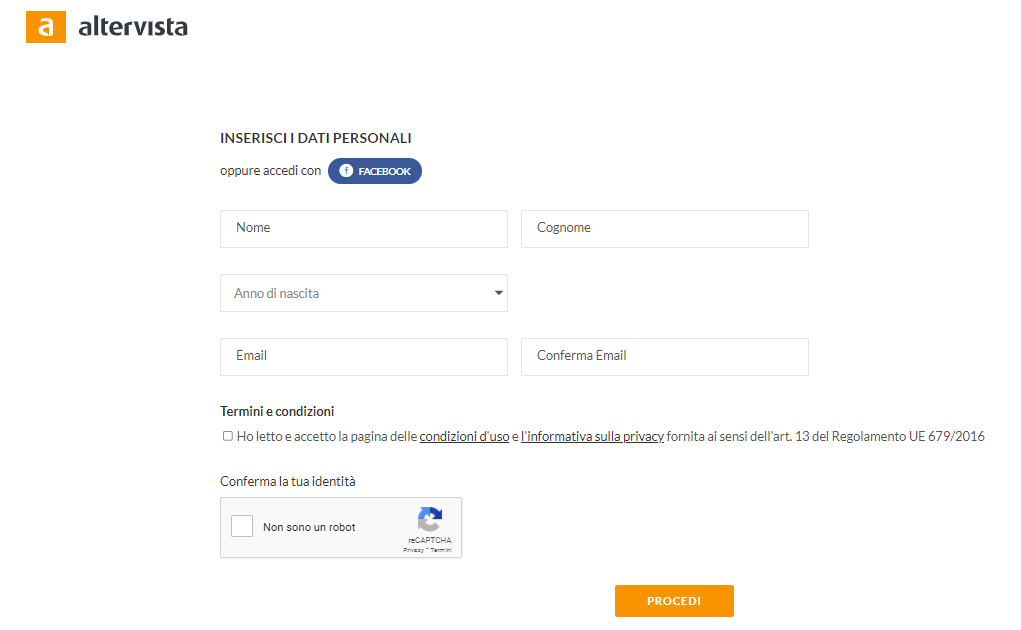 a altervista
INSERISCI I DATI PERSONALI
oppure accedi con f FACEBOOK
Nome Cognome
Anno di nascita
Email Conferma Email
Termini e condizioni
Ho letto e accetto la pagina delle condizioni d'uso e l'informativa sulla privacy fornita ai sensi dell'art. 13 del Regolamento UE 679/2016
Conferma la tua identità
Non sono un robot
reCAPTCHA
Privacy - Termini
PROCEDI